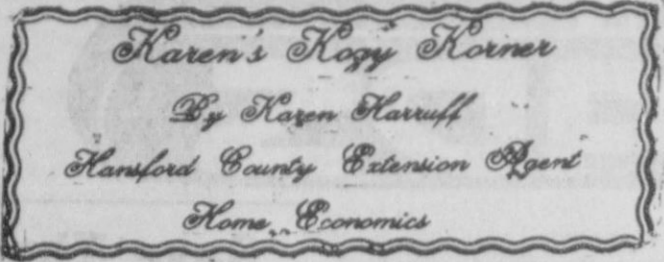 Karen's Kozy Korner
By Karen Harruff
Hansford County Extension Agent
Home Economics